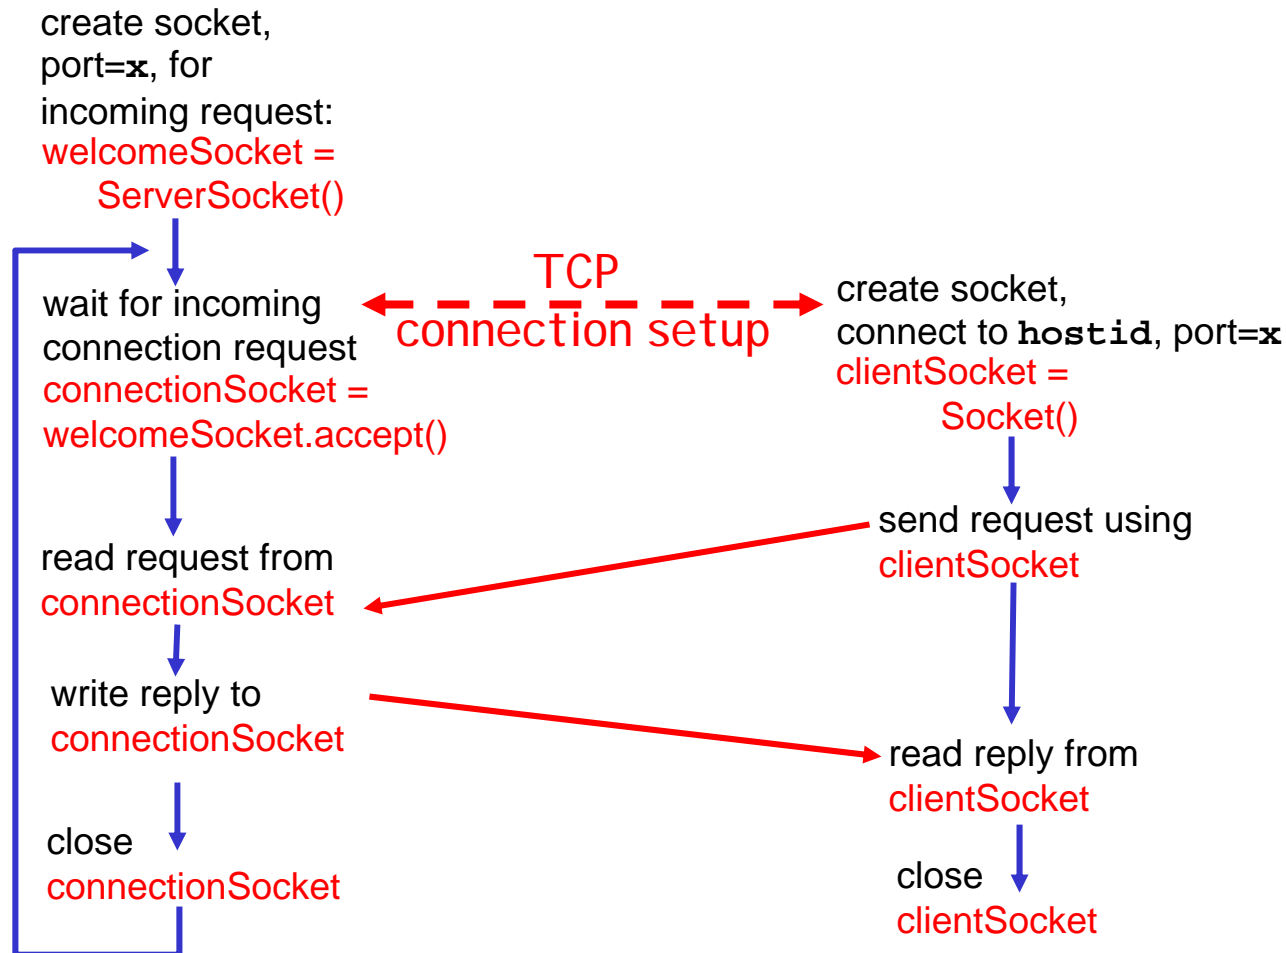 create socket,
port=x, for
incoming request:
welcomeSocket =
ServerSocket()
wait for incoming
connection request
connectionSocket =
welcomeSocket.accept()
read request from
connectionSocket
write reply to
connectionSocket
close
connectionSocket
TCP
connection setup
create socket,
connect to hostid, port=x
clientSocket =
Socket()
send request using
clientSocket
read reply from
clientSocket
close
clientSocket